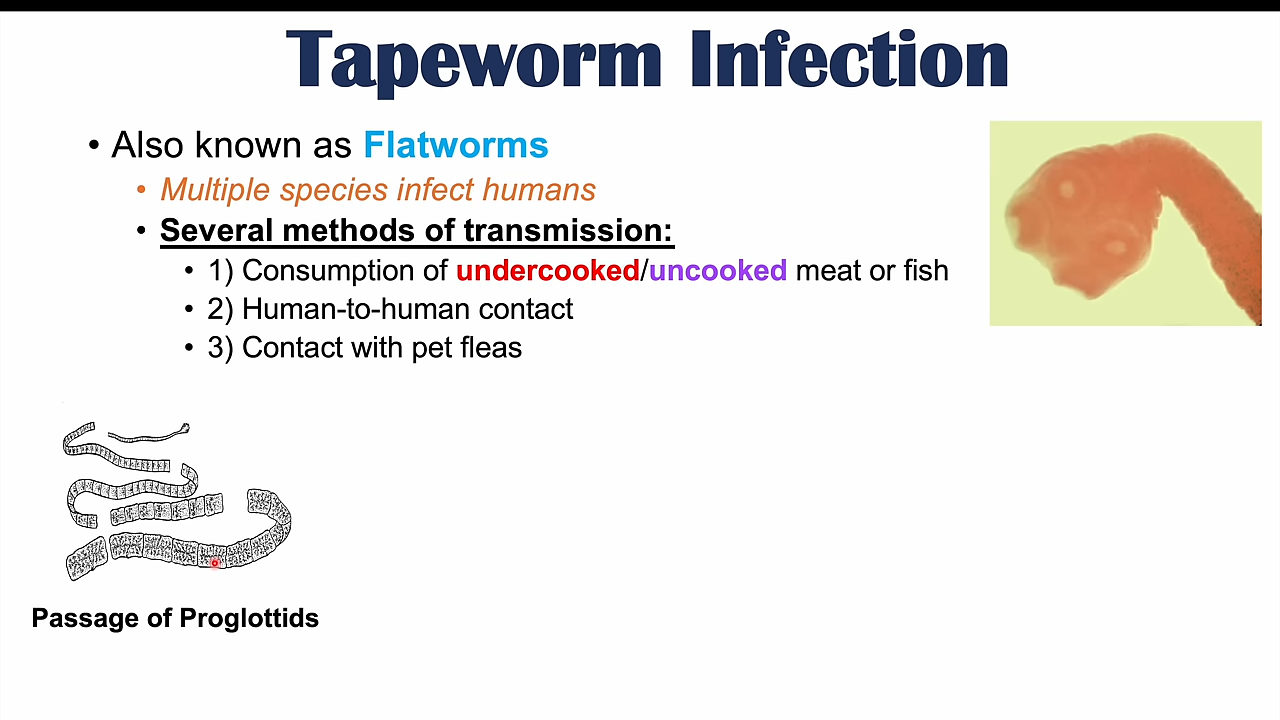 Tapeworm Infection
• Also known as Flatworms
• Multiple species infect humans
• Several methods of transmission:
• 1) Consumption of undercooked/uncooked meat or fish
• 2) Human-to-human contact
• 3) Contact with pet fleas
Passage of Proglottids